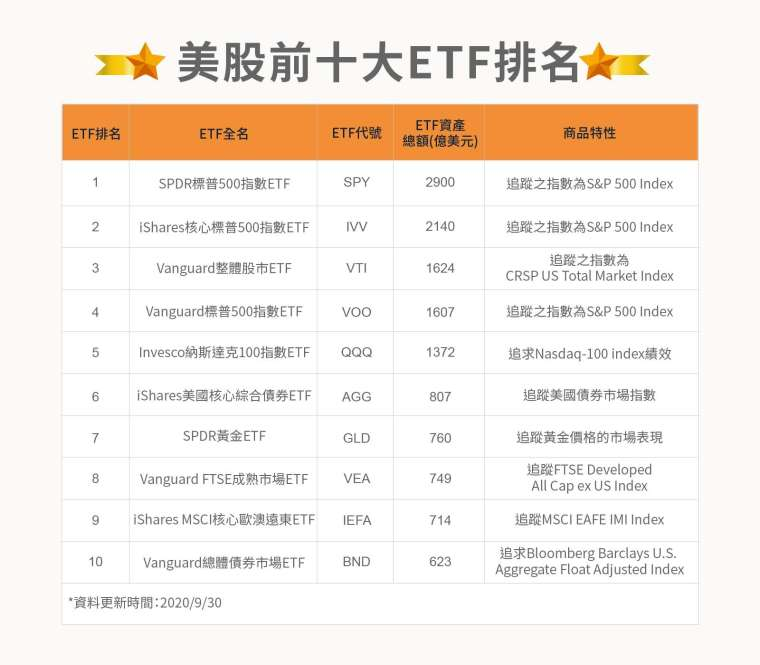 美股前十大ETF排名
ETF排名 ETF全名 ETF代號 ETF資產總額(億美元) 商品特性
1 SPDR標普500指數ETF SPY 2900 追蹤之指數為S&P 500 Index
2 iShares核心標普500指數ETF IVV 2140 追蹤之指數為S&P 500 Index
3 Vanguard整體股市ETF VTI 1624 追蹤之指數為CRSP US Total Market Index
4 Vanguard標普500指數ETF VOO 1607 追蹤之指數為S&P 500 Index
5 Invesco納斯達克100指數ETF QQQ 1372 追求Nasdaq-100 index績效
6 iShares美國核心綜合債券ETF AGG 807 追蹤美國債券市場指數
7 SPDR黃金ETF GLD 760 追蹤黃金價格的市場表現
8 Vanguard FTSE成熟市場ETF VEA 749 追蹤FTSE Developed All Cap ex US Index
9 iShares MSCI核心歐澳遠東ETF IEFA 714 追蹤MSCI EAFE IMI Index
10 Vanguard總體債券市場ETF BND 623 追求Bloomberg Barclays U.S. Aggregate Float Adjusted Index
*資料更新時間：2020/9/30